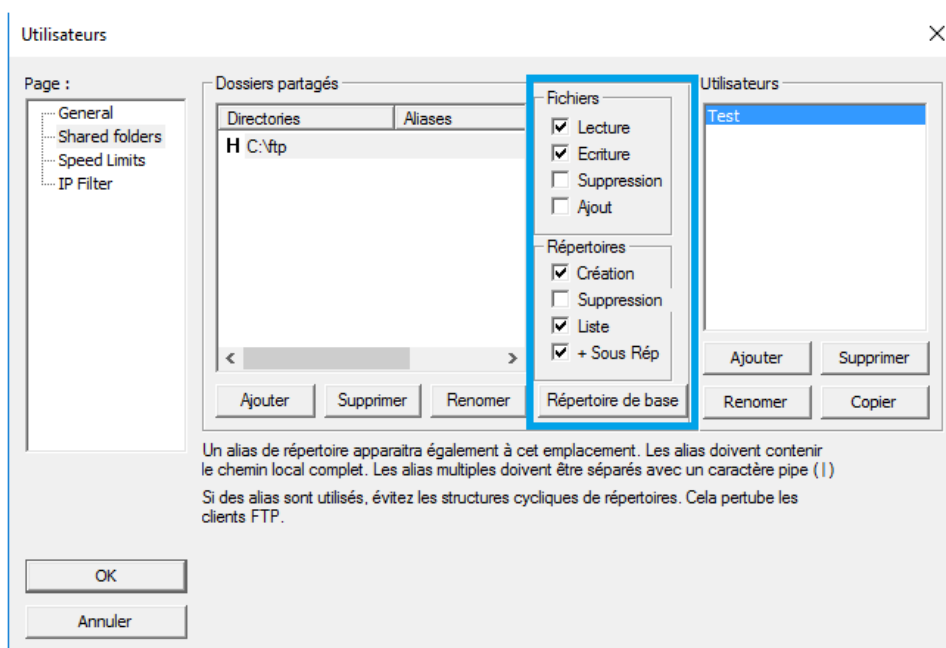 Utilisateurs
Page :
General
Shared folders
Speed Limits
IP Filter
Dossiers partagés
Directories
Aliases
H C:\ftp
Ajouter
Supprimer
Renomer
Fichiers
Lecture
Ecriture
Suppression
Ajout
Répertoires
Création
Suppression
Liste
+ Sous Rép
Répertoire de base
Utilisateurs
Test
Ajouter
Supprimer
Renomer
Copier
Un alias de répertoire apparaitra également à cet emplacement. Les alias doivent contenir
le chemin local complet. Les alias multiples doivent être séparés avec un caractère pipe (|)
Si des alias sont utilisés, évitez les structures cycliques de répertoires. Cela pertube les
clients FTP.
OK
Annuler